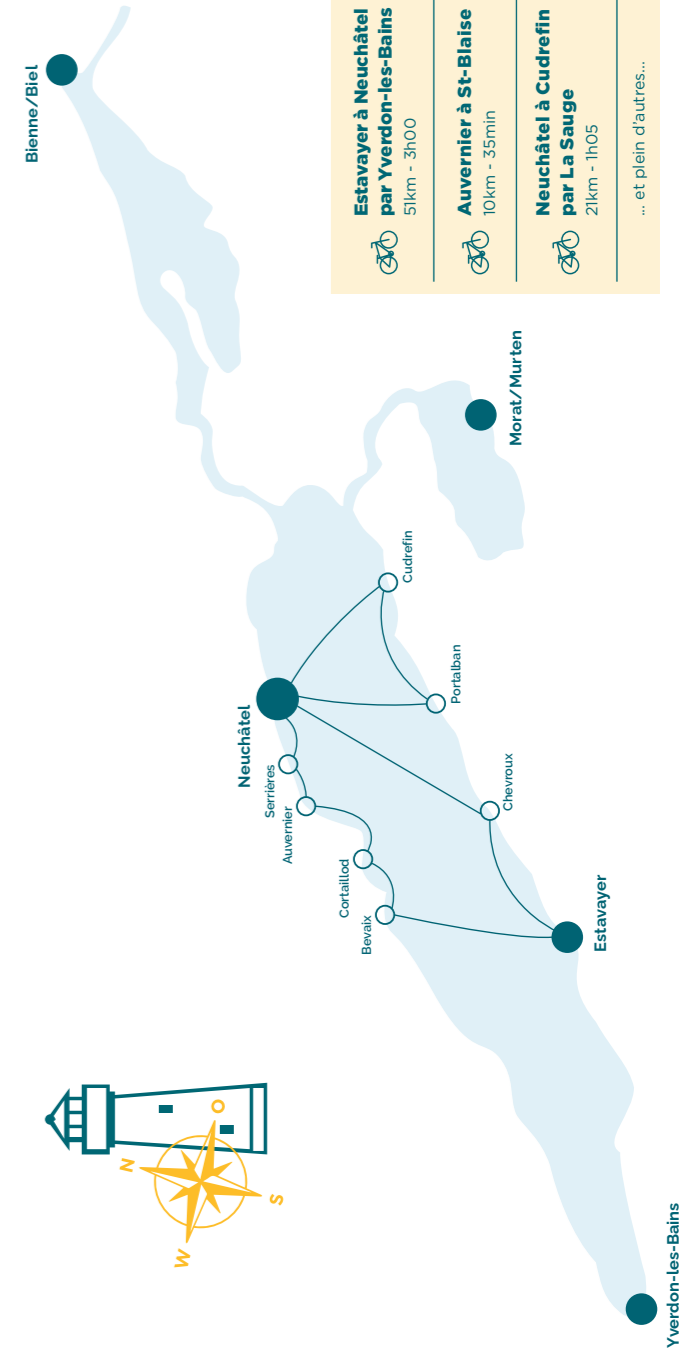 Bienne/Biel
Morat/Murten
Cudrefin
Portalban
Neuchâtel
Serrières
Auvernier
Chevroux
Cortaillod
Bevaix
Estavayer
Yverdon-les-Bains
N
O
S
W
Estavayer à Neuchâtel
par Yverdon-les-Bains
51km - 3h00
Auvernier à St-Blaise
10km - 35min
Neuchâtel à Cudrefin
par La Sauge
21km - 1h05
... et plein d'autres...